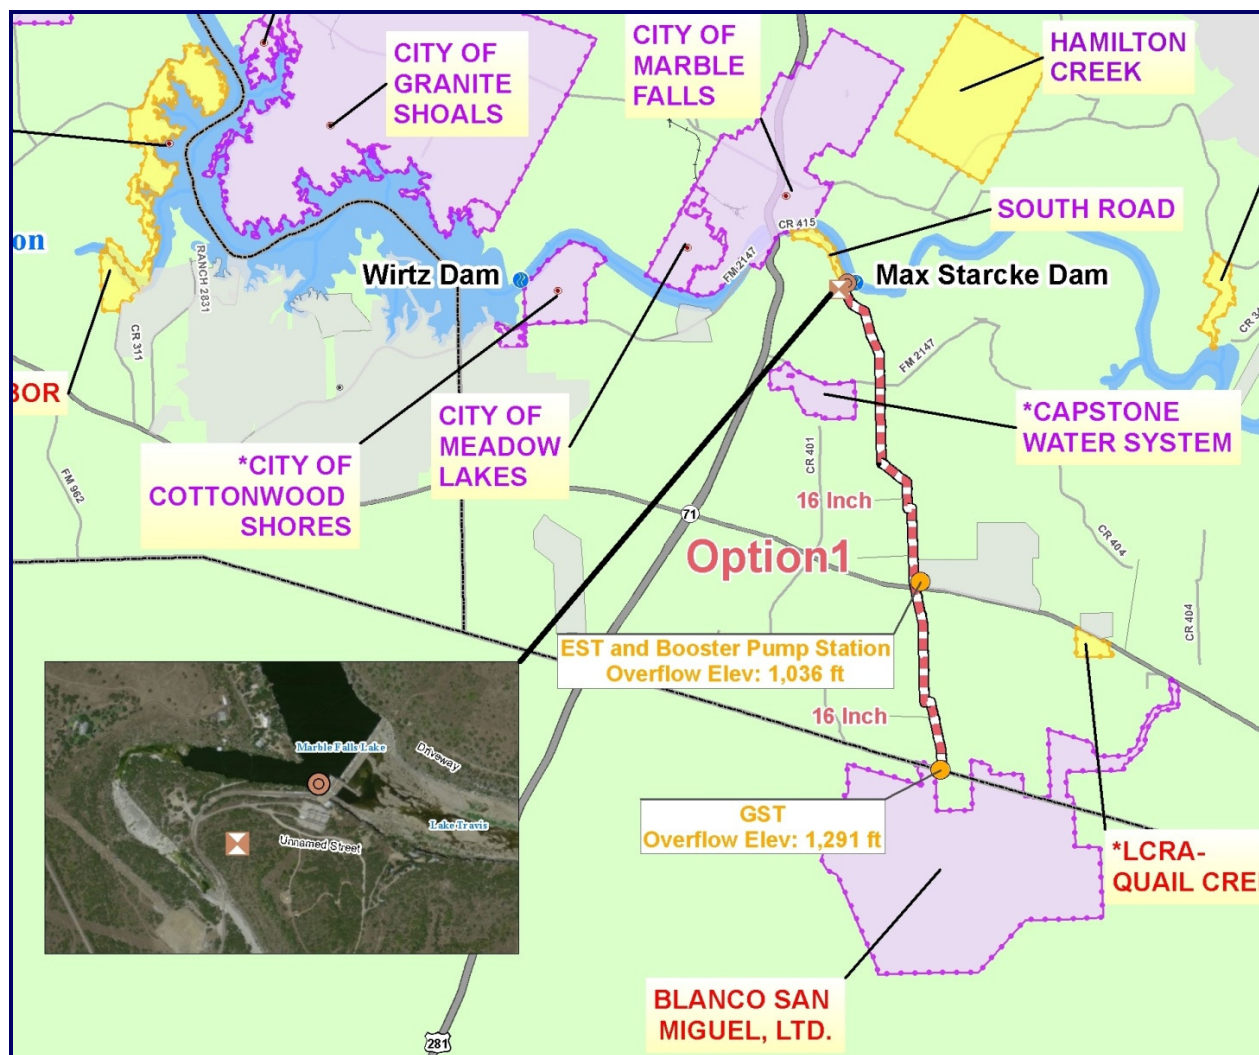 CITY OF
GRANITE
SHOALS
CITY OF
MARBLE
FALLS
HAMILTON
CREEK
SOUTH ROAD
CR 415
on
RANCH 2831
Wirtz Dam
FM 2147
Max Starcke Dam
CR 311
FM 2147
CR 34
BOR
CITY OF
MEADOW
LAKES
*CAPSTONE
WATER SYSTEM
*CITY OF
COTTONWOOD
SHORES
FM 962
CR 401
16 Inch
71
Option1
CR 404
CR 404
EST and Booster Pump Station
Overflow Elev: 1,036 ft
16 Inch
Marble Falls Lake
Driveway
Lake Travis
Unnamed Street
GST
Overflow Elev: 1,291 ft
*LCRA-
QUAIL CREE
BLANCO SAN
MIGUEL, LTD.
281